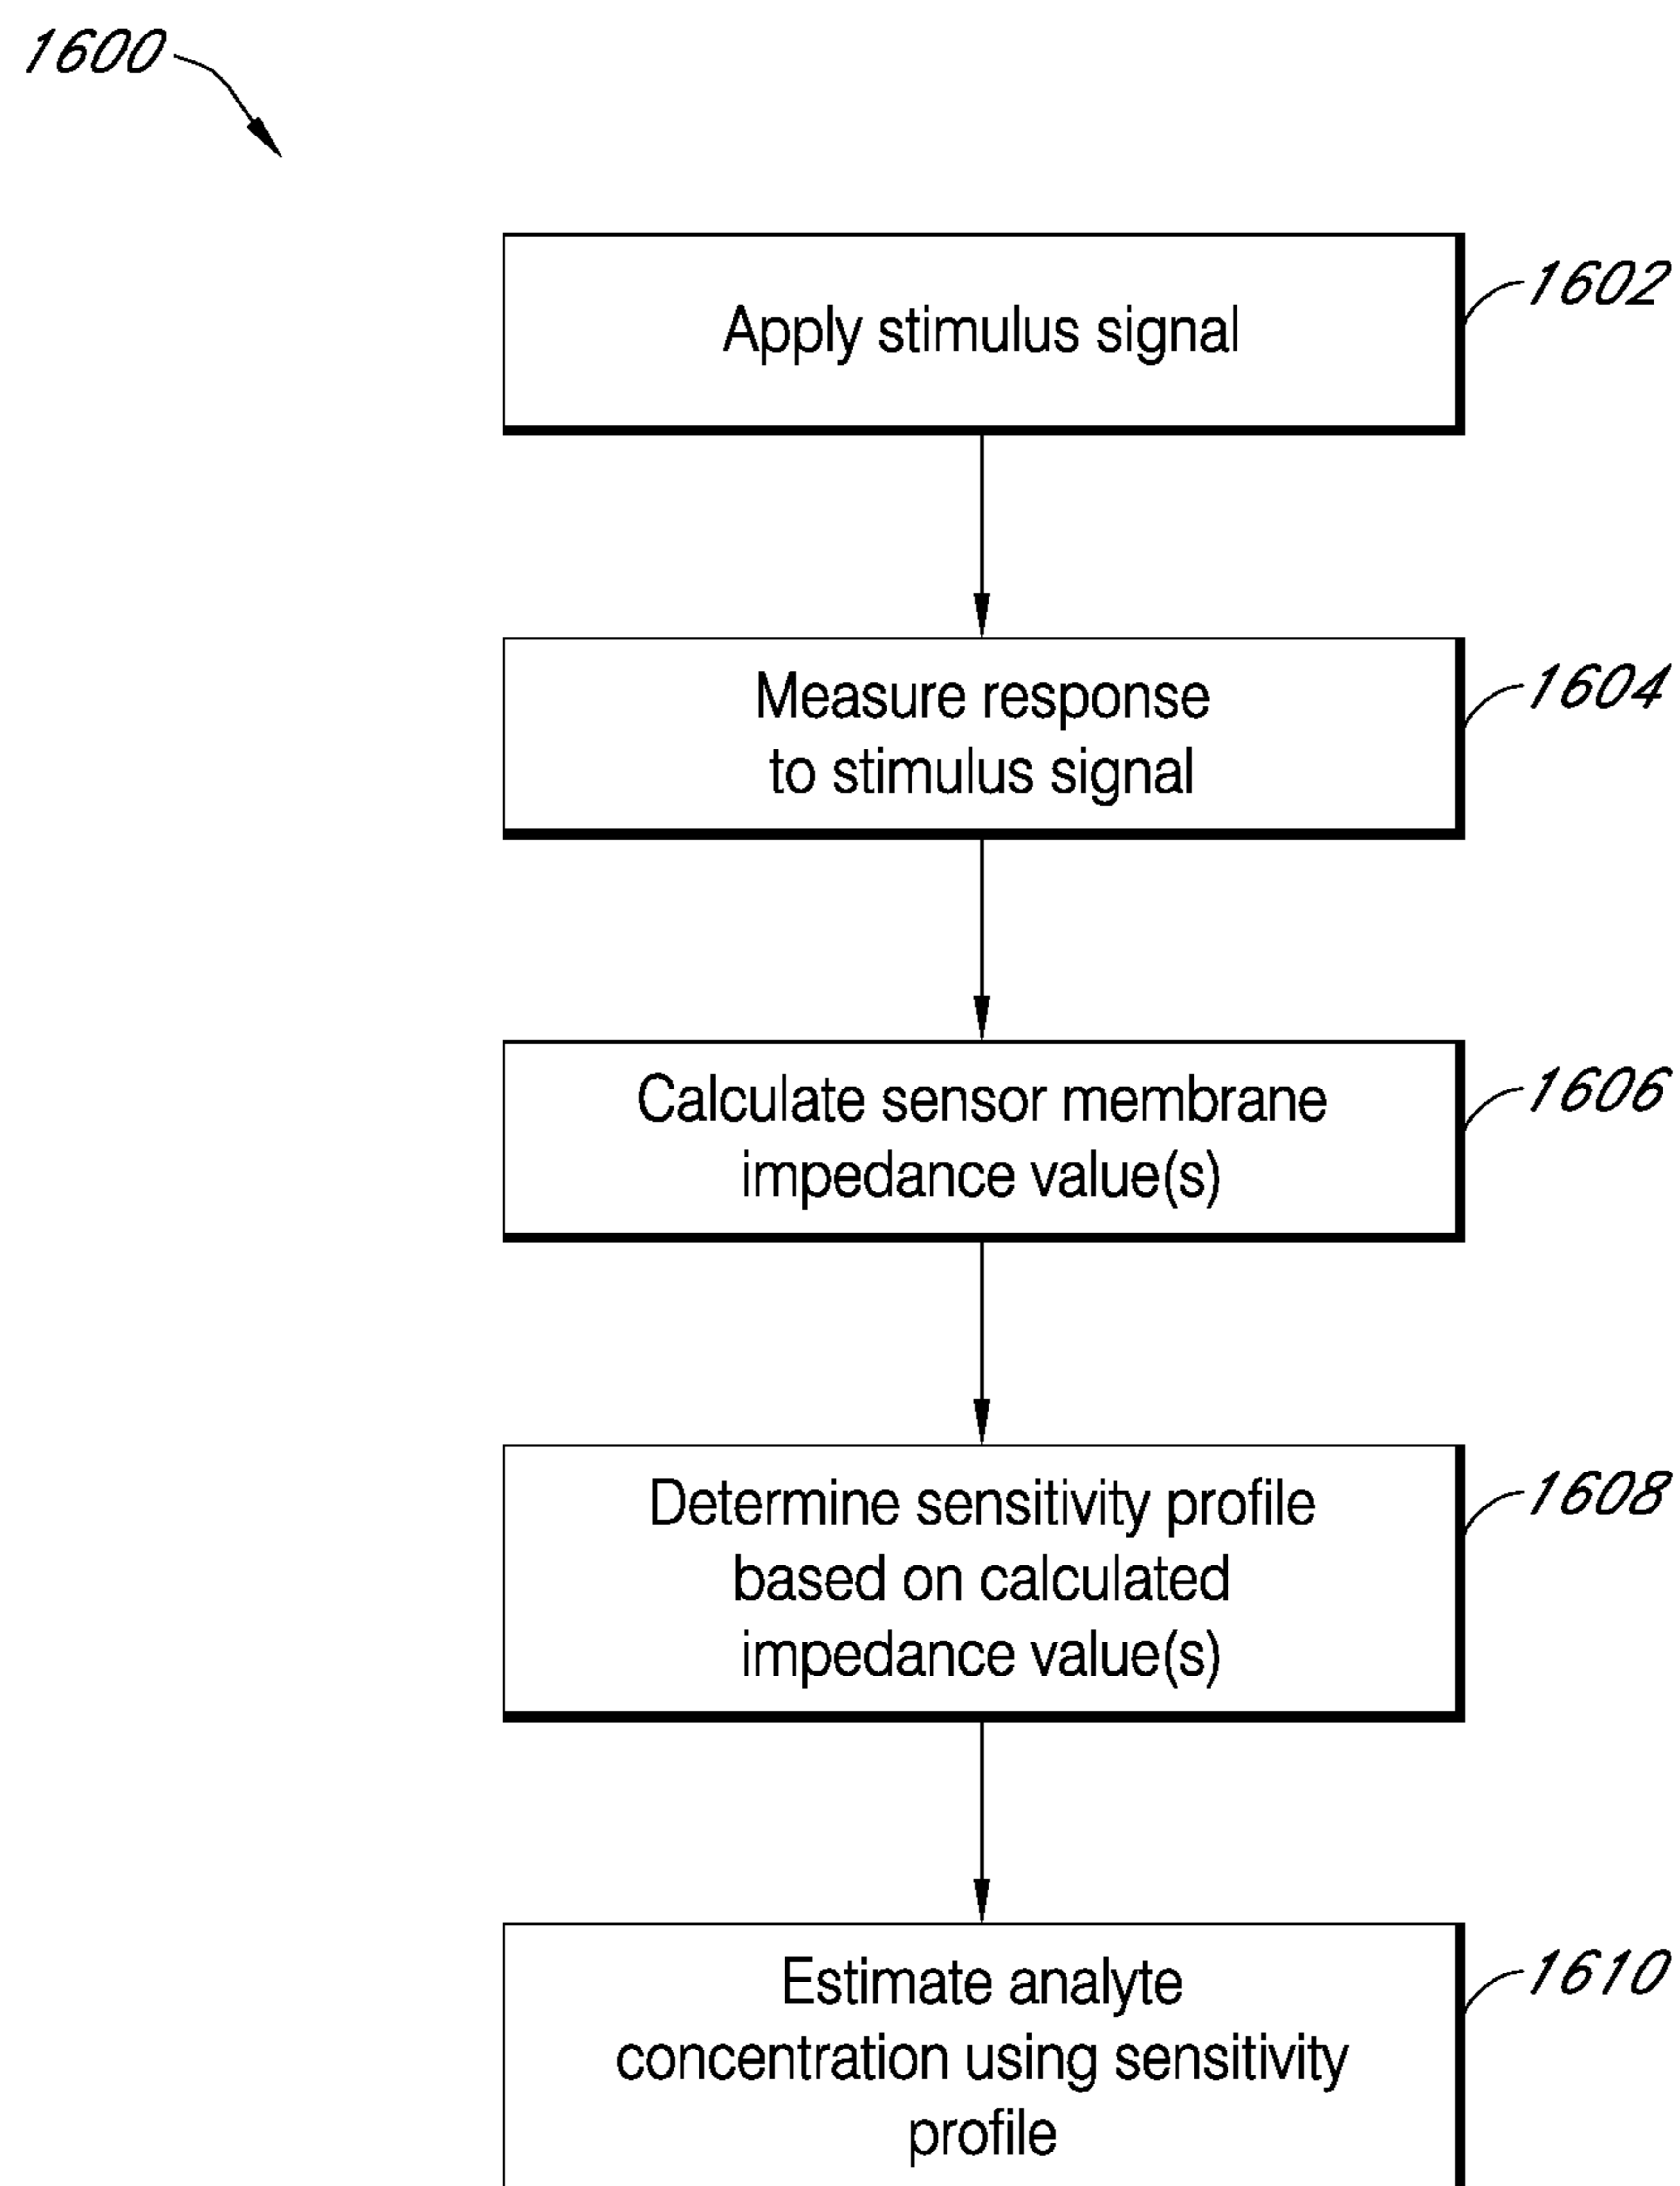 1600
Apply stimulus signal
1602
Measure response
to stimulus signal
1604
Calculate sensor membrane
impedance value(s)
1606
Determine sensitivity profile
based on calculated
impedance value(s)
1608
Estimate analyte
concentration using sensitivity
profile
1610